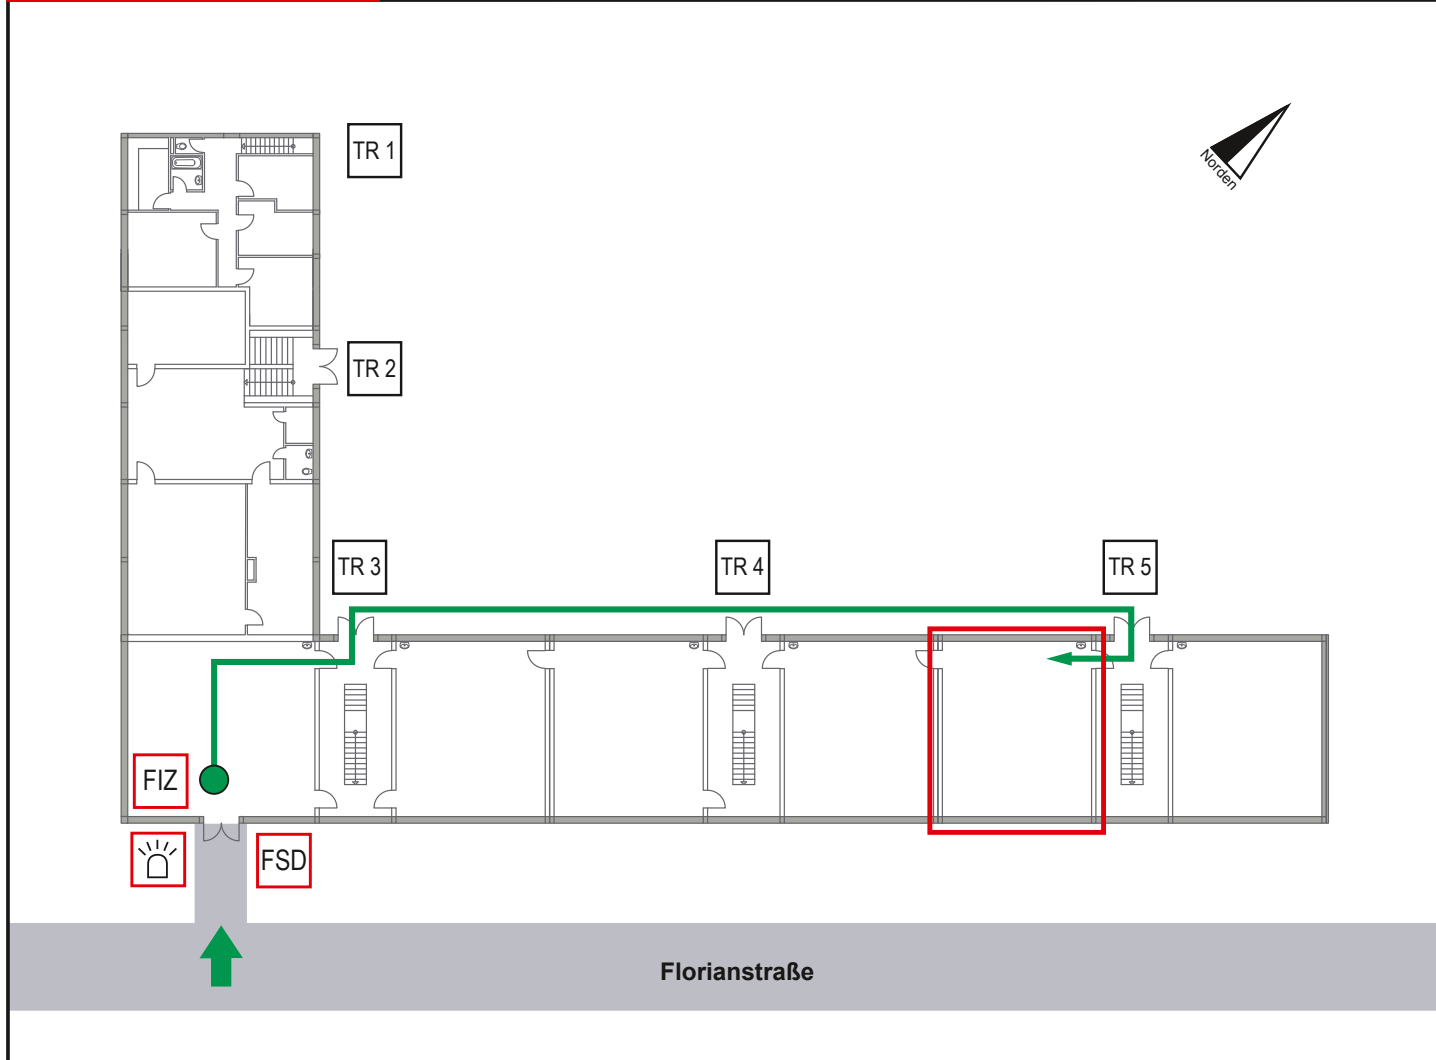 TR 1
Norden
TR 2
TR 3
TR 4
TR 5
FIZ
FSD
Florianstraße